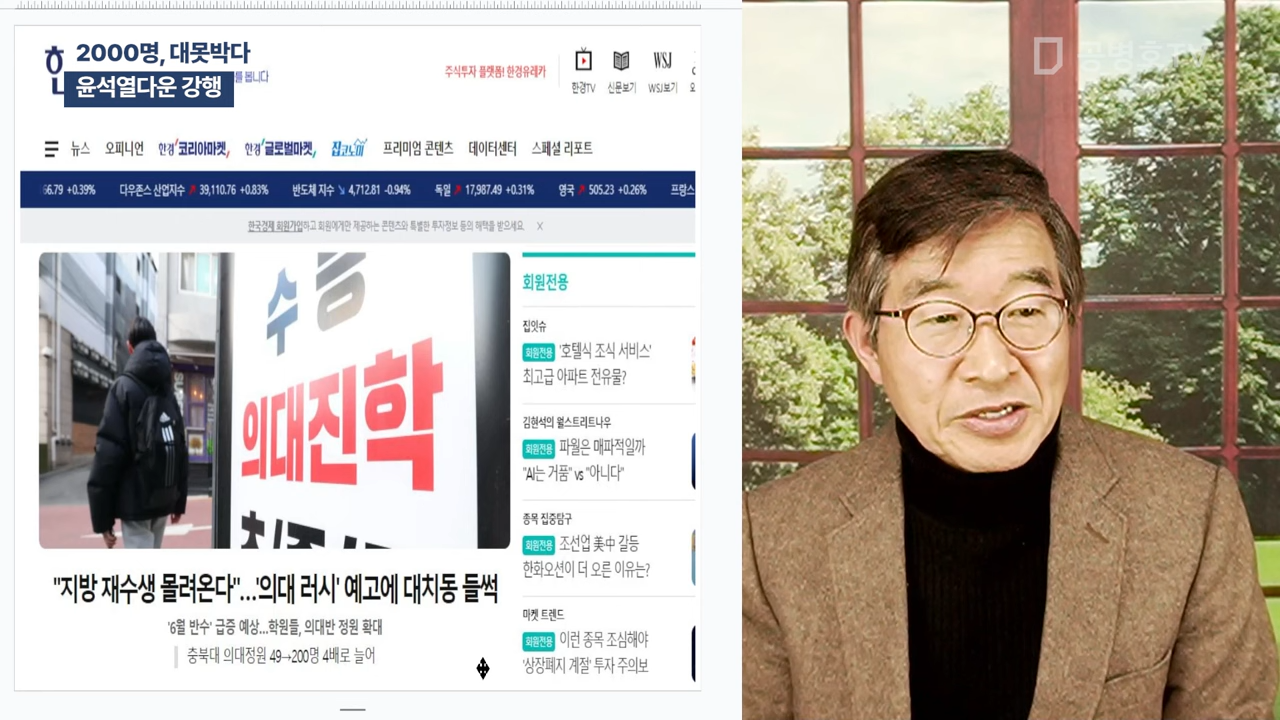 2000명, 대못박다
윤석열다운 강행
를 봅니다
주식투자 플랫폼! 한경유레카
WSJ
한경TV 신문보기 WSJ보기
뉴스 오피니언 한경 코리아마켓, 한경 글로벌마켓, 집코노미 프리미엄 콘텐츠 데이터센터 스페셜 리포트
66.79 +0.39% 다우존스 산업지수 39,110.76 +0.83% 반도체 지수 4,712.81 -0.94% 독일 17,987.49 +0.31% 영국 505.23 +0.26% 프랑스
한국경제 회원가입하고 회원에게만 제공하는 콘텐츠와 특별한 투자정보 등의 혜택을 받으세요. X
수능
의대진학
회원전용
집잇슈
회원전용 '호텔식 조식 서비스'
최고급 아파트 전유물?
김현석의 월스트리트나우
회원전용 파월은 매파적일까
"AI는 거품" vs "아니다"
종목 집중탐구
회원전용 조선업 美中 갈등
한화오션이 더 오른 이유는?
마켓 트렌드
회원전용 이런 종목 조심해야
'상장폐지 계절' 투자 주의보
"지방 재수생 몰려온다"…'의대 러시' 예고에 대치동 들썩
'6월 반수' 급증 예상…학원들, 의대반 정원 확대
충북대 의대정원 49→200명 4배로 늘어
공병호TV